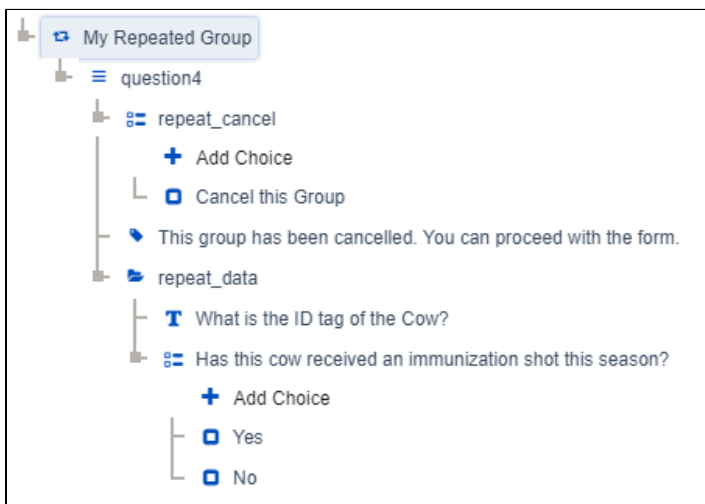 My Repeated Group
question4
repeat_cancel
Add Choice
Cancel this Group
This group has been cancelled. You can proceed with the form.
repeat_data
What is the ID tag of the Cow?
Has this cow received an immunization shot this season?
Add Choice
Yes
No